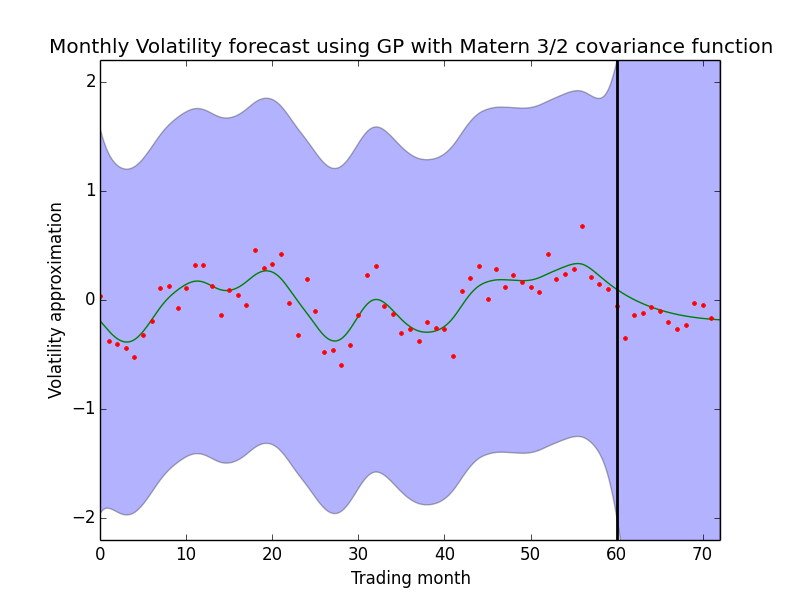 Monthly Volatility forecast using GP with Matern 3/2 covariance function
2
1
0
−1
−2
Volatility approximation
0 10 20 30 40 50 60 70
Trading month